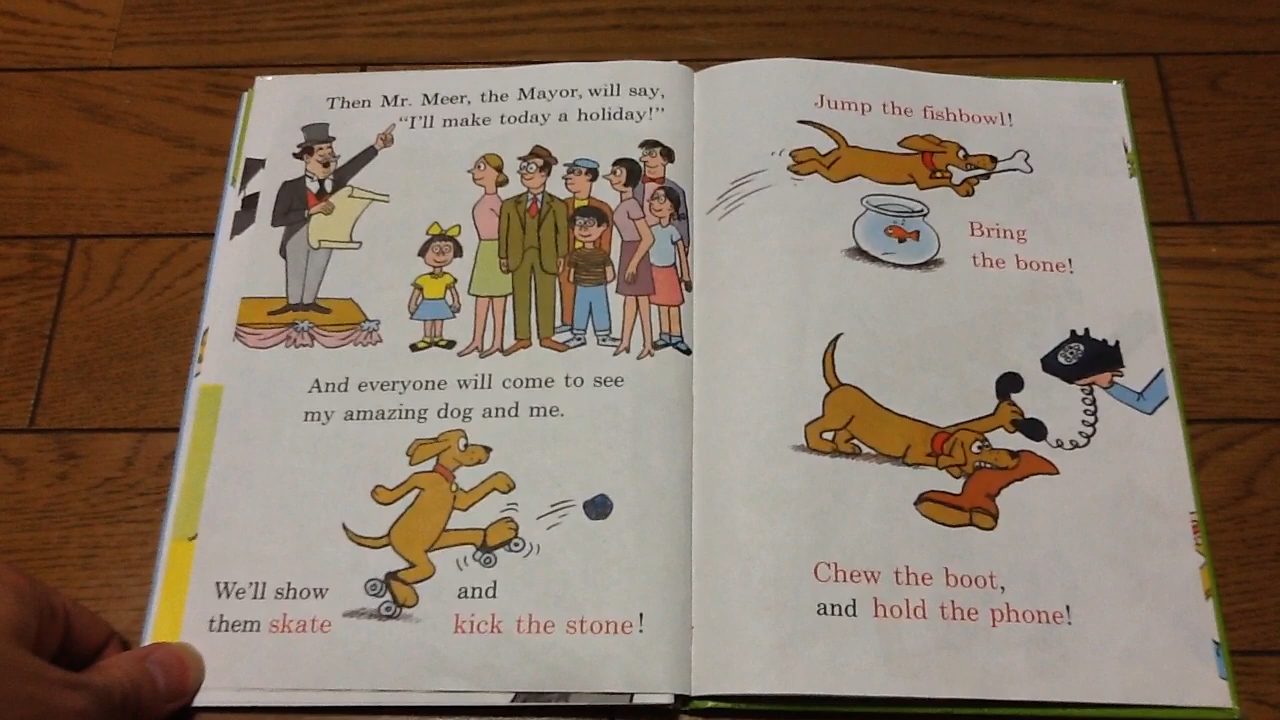 Then Mr. Meer, the Mayor, will say,
"I'll make today a holiday!"
And everyone will come to see
my amazing dog and me.
We'll show
them skate
and
kick the stone!
Jump the fishbowl!
Bring
the bone!
Chew the boot,
and hold the phone!